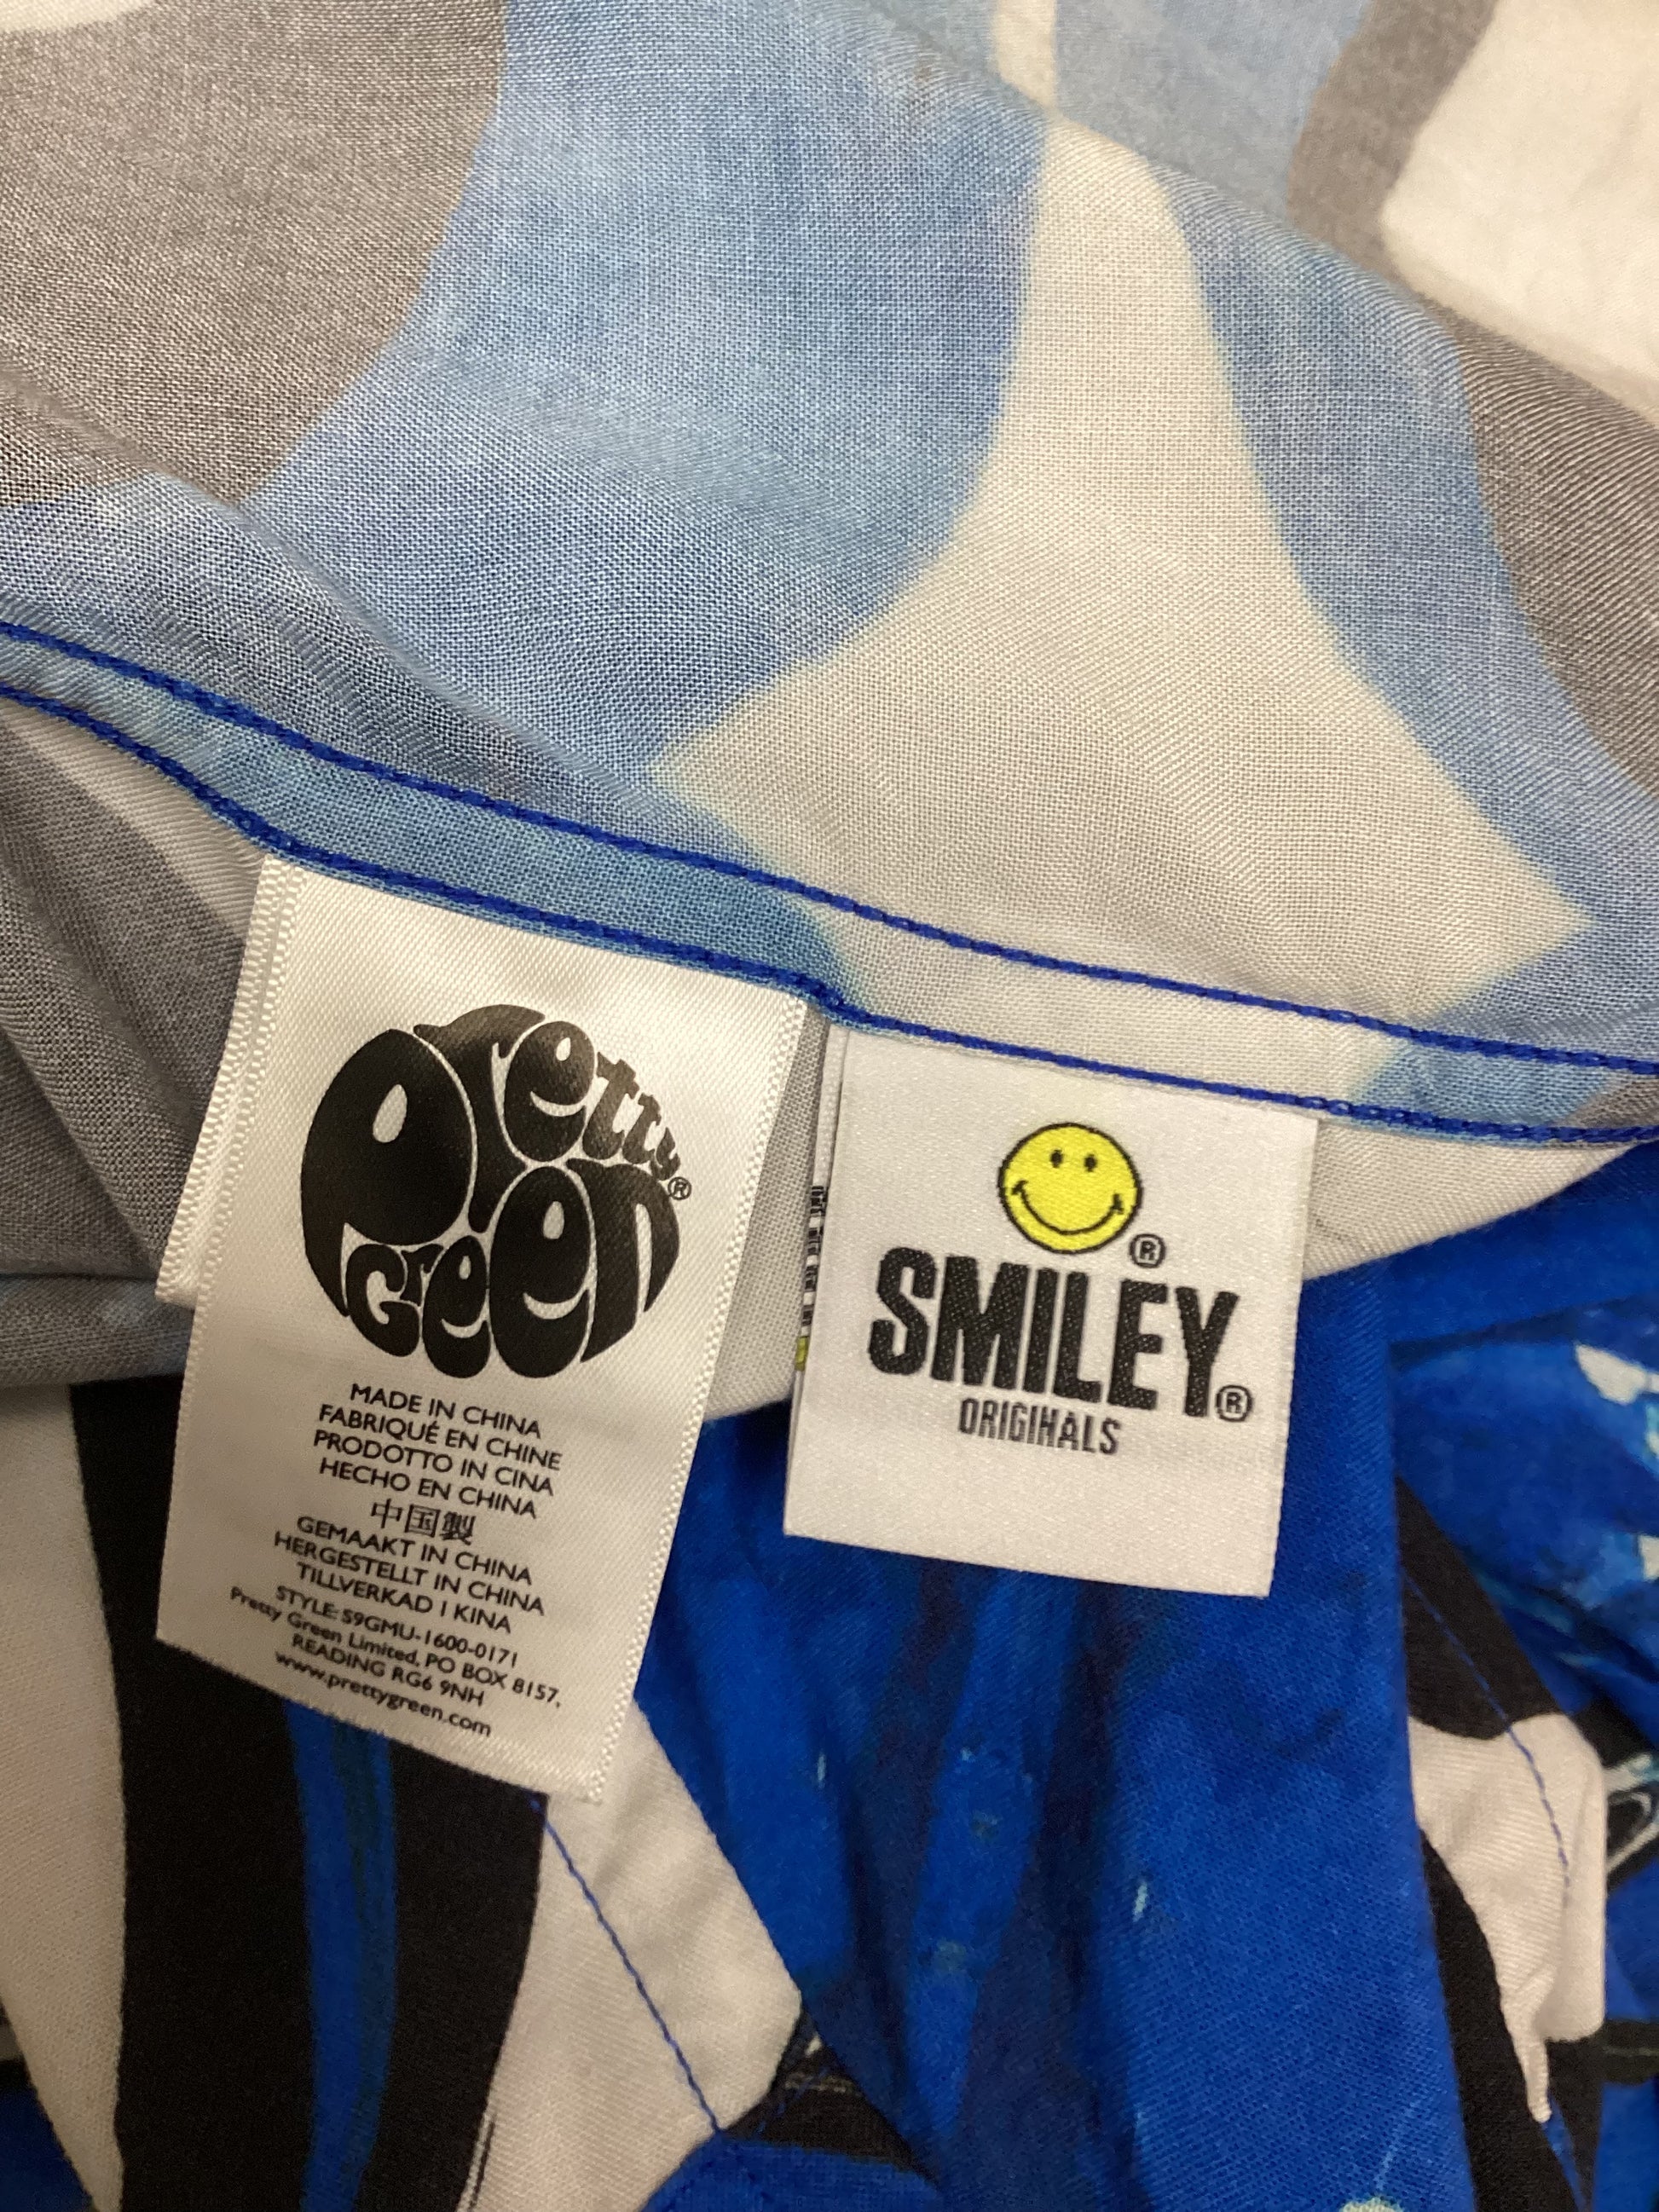 Pretty
Green®
MADE IN CHINA
FABRIQUÉ EN CHINE
PRODOTTO IN CINA
HECHO EN CHINA
中国製
GEMAAKT IN CHINA
HERGESTELLT IN CHINA
TILLVERKAD I KINA
STYLE: S9GMU-1600-0171
Pretty Green Limited, PO BOX 8157,
READING RG6 9NH
www.prettygreen.com
®
SMILEY®
ORIGINALS